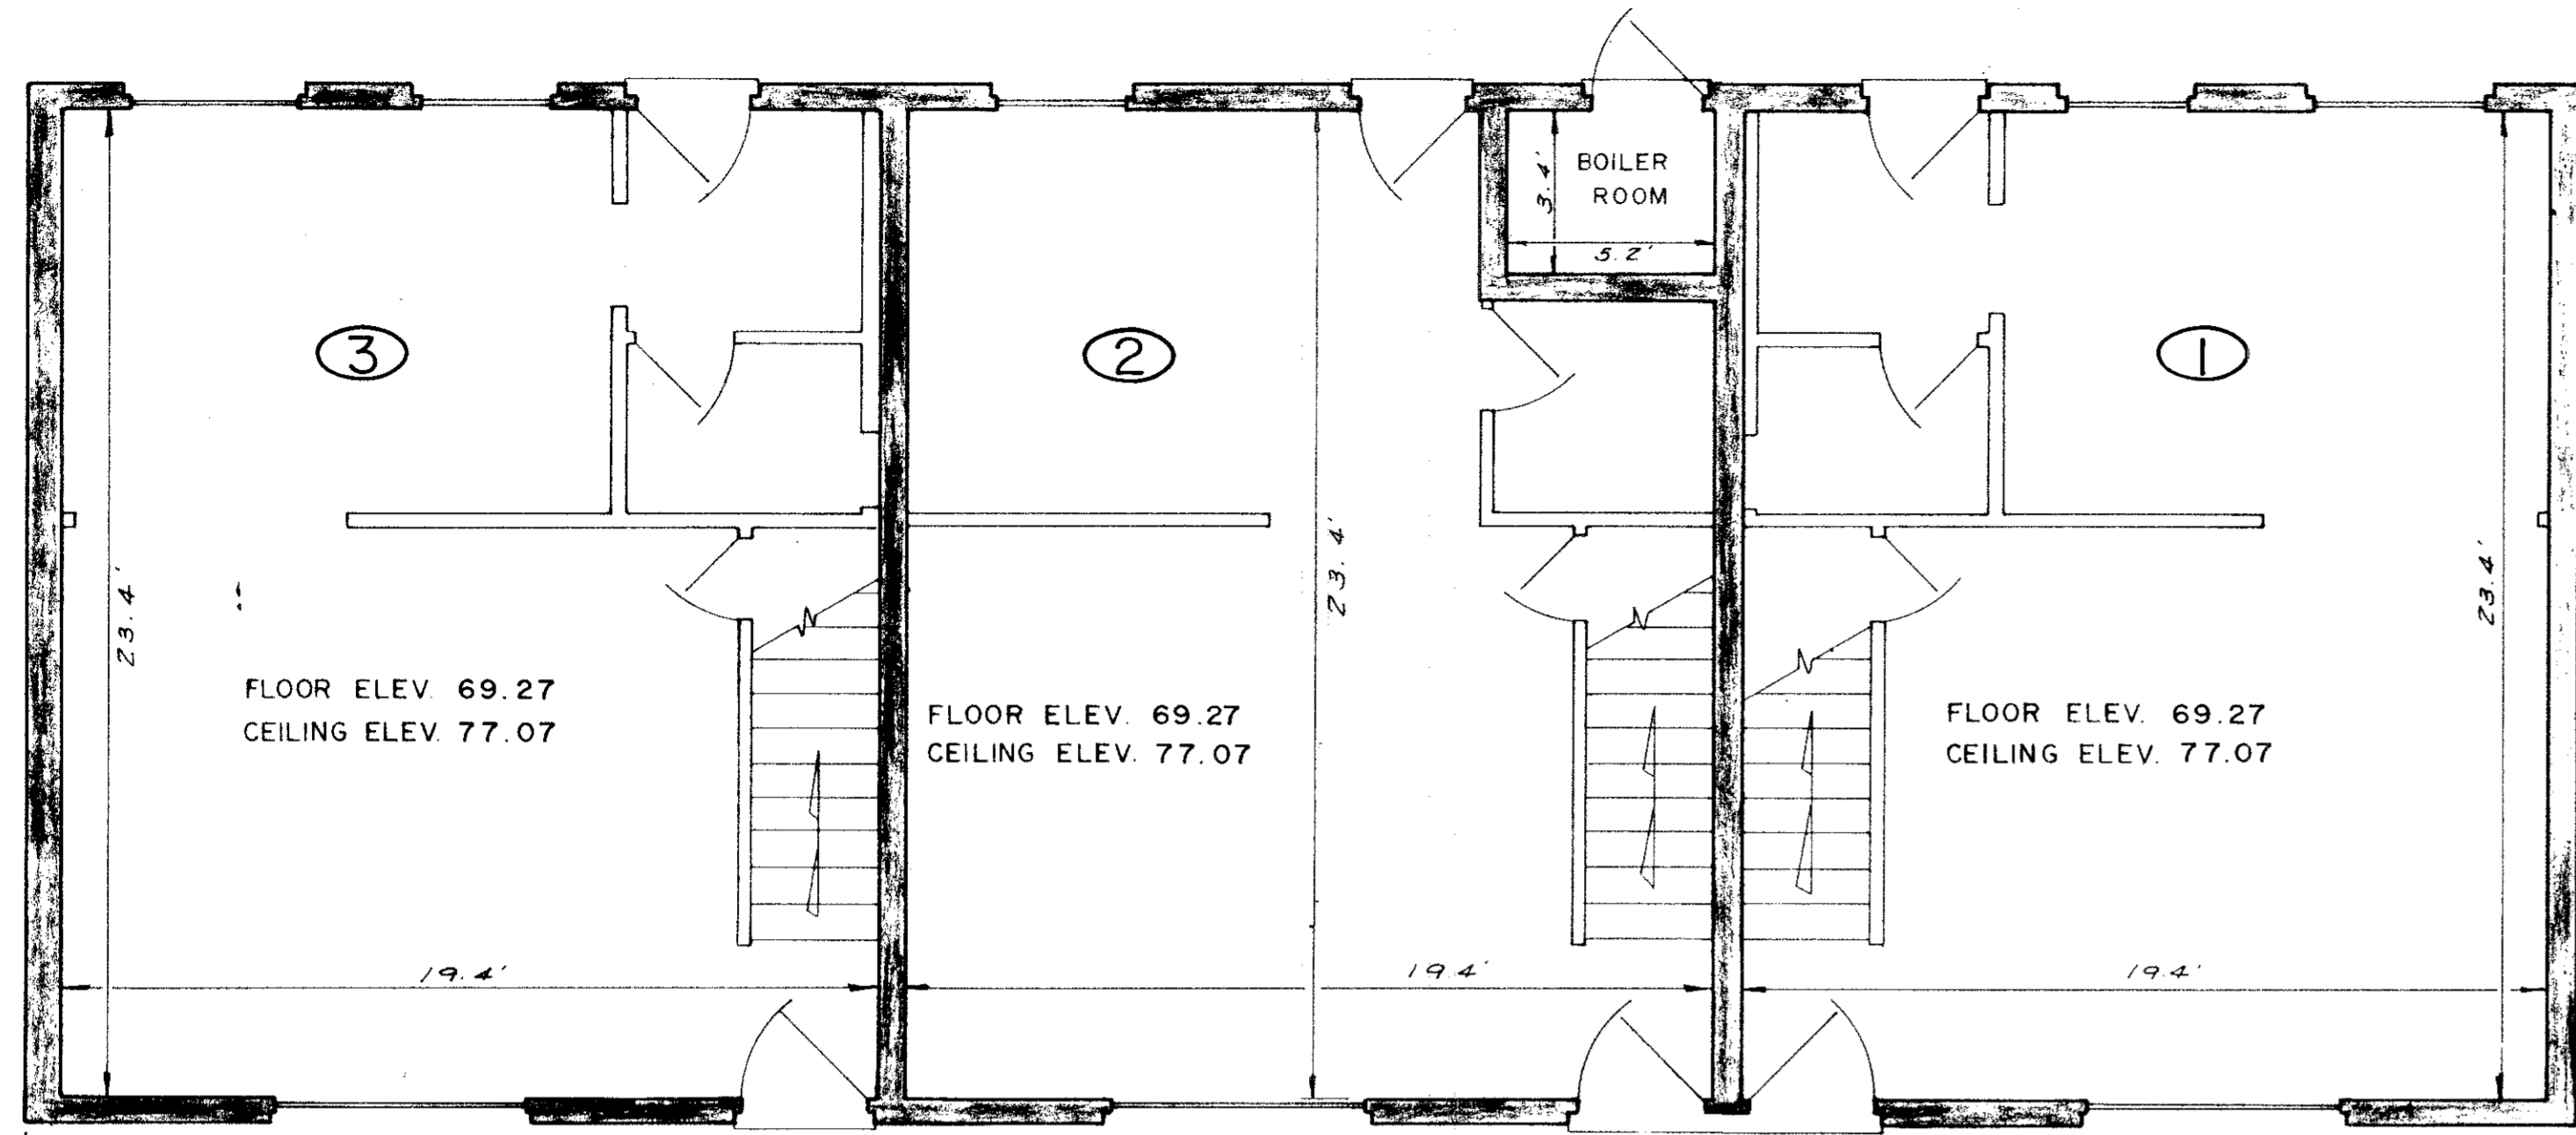 BOILER
ROOM
3.4'
5.2'
3
2
1
23.4'
23.4'
23.4'
FLOOR ELEV. 69.27
CEILING ELEV. 77.07
FLOOR ELEV. 69.27
CEILING ELEV. 77.07
FLOOR ELEV. 69.27
CEILING ELEV. 77.07
19.4'
19.4'
19.4'